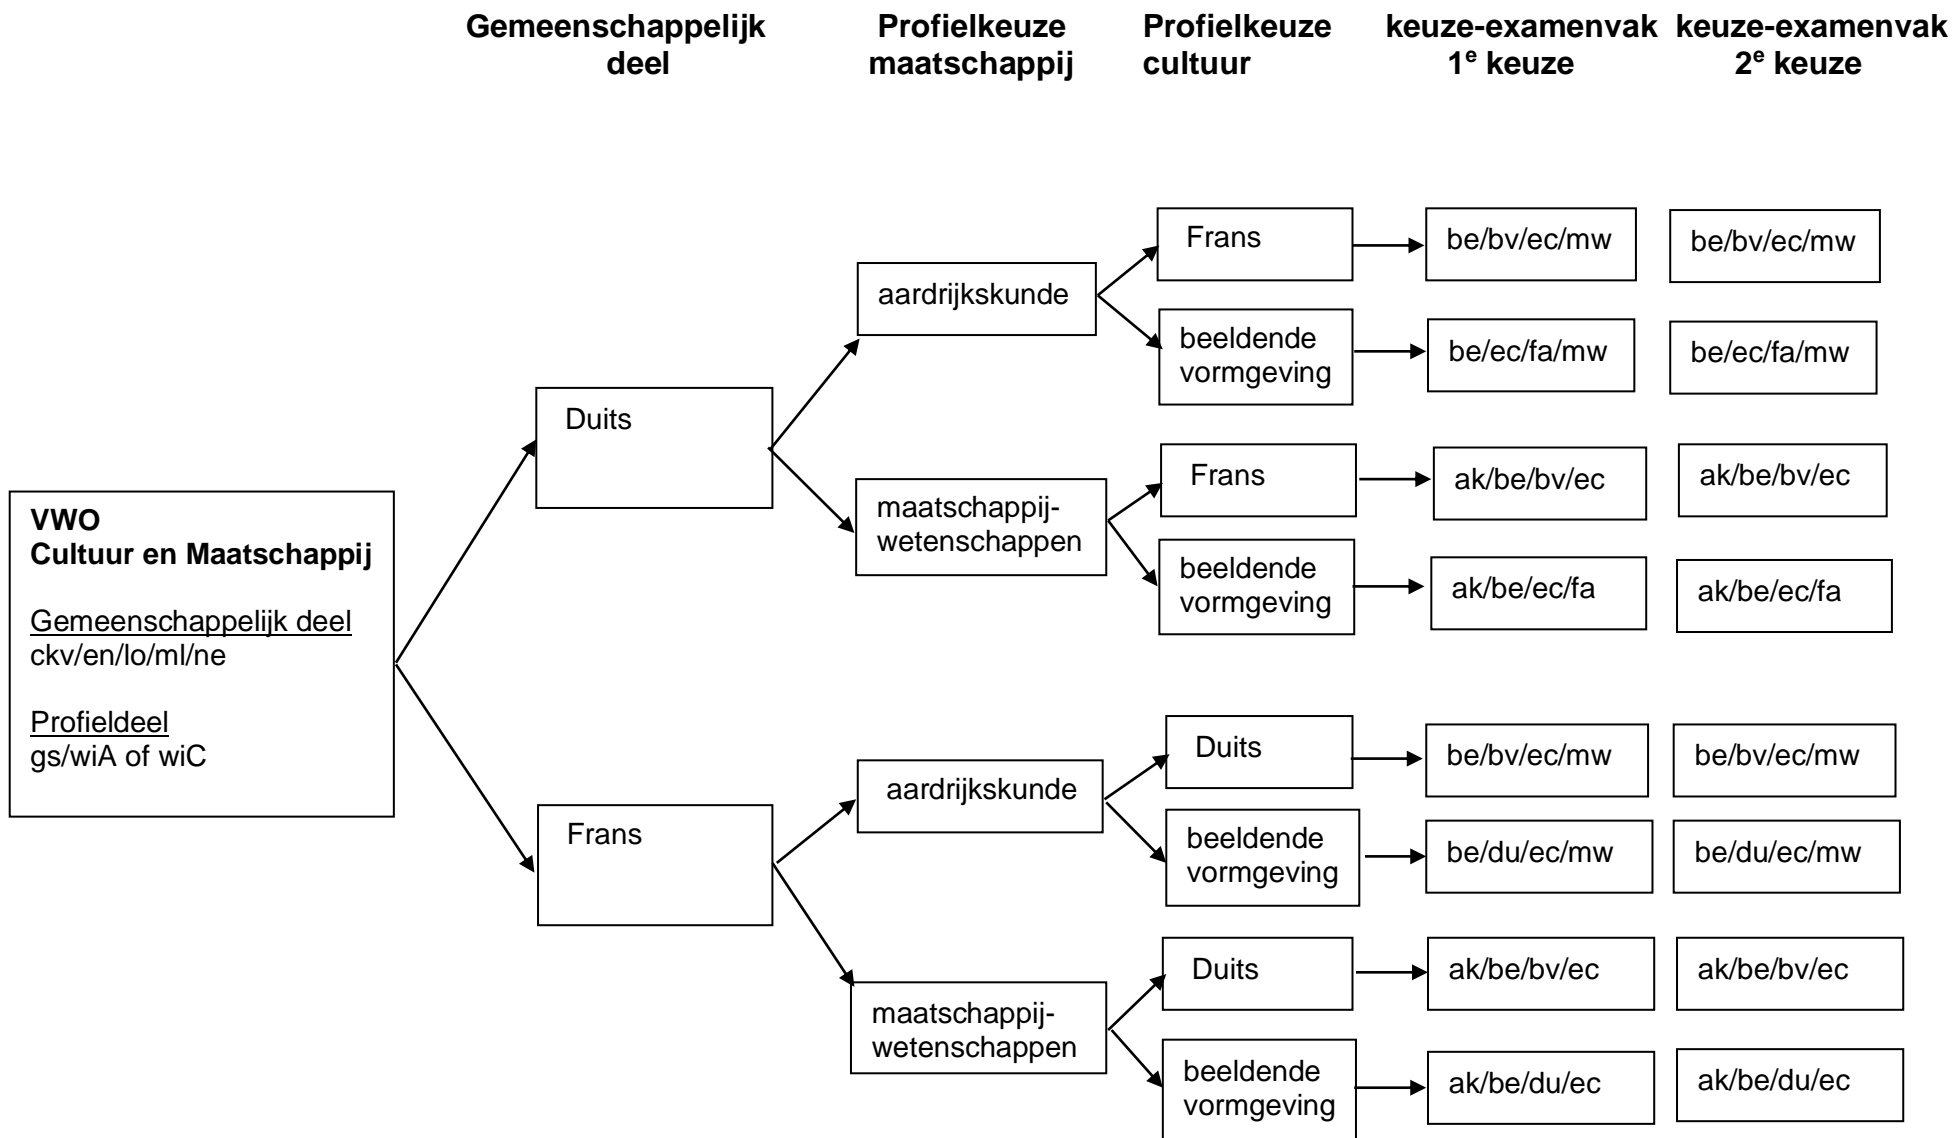 Gemeenschappelijk deel
Profielkeuze maatschappij
Profielkeuze cultuur
keuze-examenvak 1e keuze
keuze-examenvak 2e keuze
VWO
Cultuur en Maatschappij
Gemeenschappelijk deel
ckv/en/lo/ml/ne
Profieldeel
gs/wiA of wiC
Duits
aardrijkskunde
Frans
be/bv/ec/mw
be/bv/ec/mw
beeldende
vormgeving
be/ec/fa/mw
be/ec/fa/mw
maatschappij-
wetenschappen
Frans
ak/be/bv/ec
ak/be/bv/ec
beeldende
vormgeving
ak/be/ec/fa
ak/be/ec/fa
Frans
aardrijkskunde
Duits
be/bv/ec/mw
be/bv/ec/mw
beeldende
vormgeving
be/du/ec/mw
be/du/ec/mw
maatschappij-
wetenschappen
Duits
ak/be/bv/ec
ak/be/bv/ec
beeldende
vormgeving
ak/be/du/ec
ak/be/du/ec